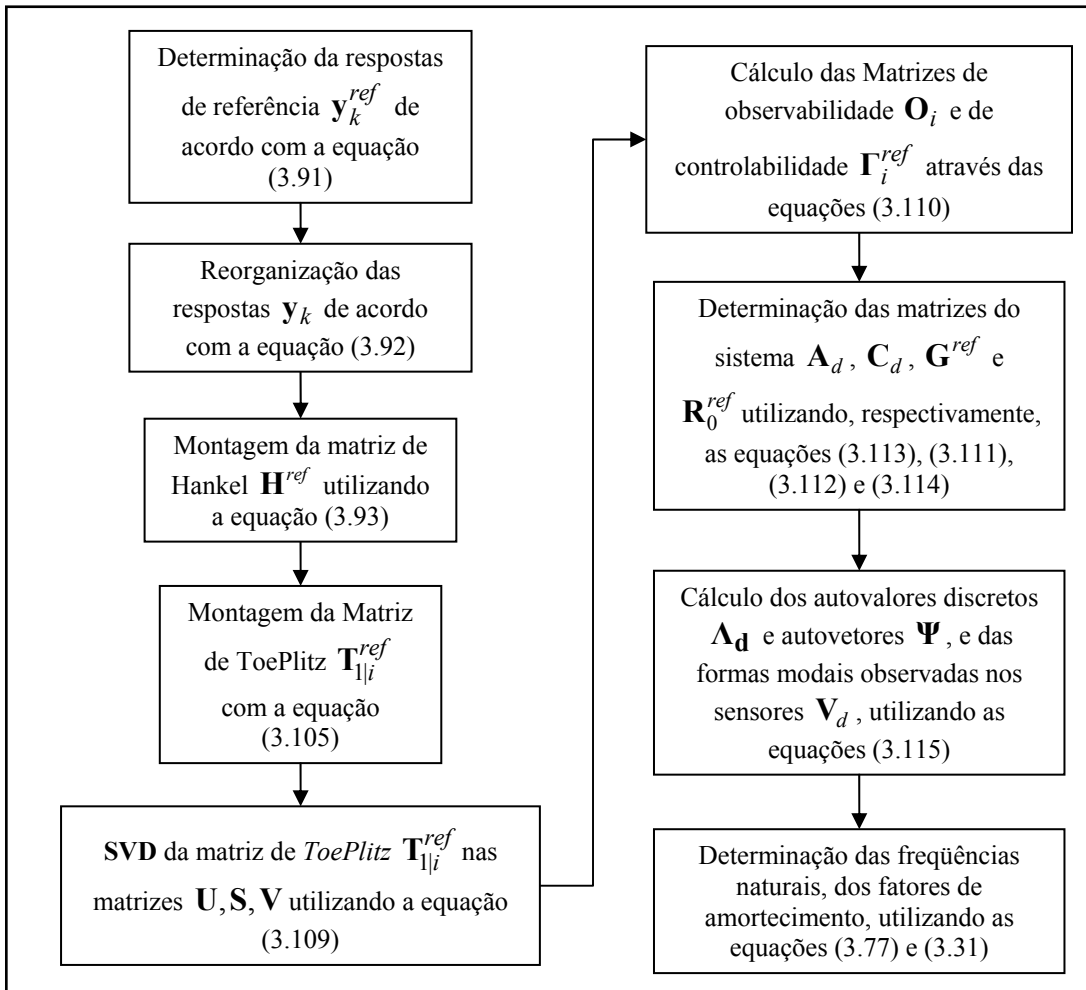 Determinação da respostas
de referência y_k^{ref} de
acordo com a equação
(3.91)
Reorganização das
respostas y_k de acordo
com a equação (3.92)
Montagem da matriz de
Hankel H^{ref} utilizando
a equação (3.93)
Montagem da Matriz
de ToePlitz T_{1|i}^{ref}
com a equação
(3.105)
SVD da matriz de ToePlitz T_{1|i}^{ref} nas
matrizes U, S, V utilizando a equação
(3.109)
Cálculo das Matrizes de
observabilidade O_i e de
controlabilidade Γ_i^{ref} através das
equações (3.110)
Determinação das matrizes do
sistema A_d , C_d , G^{ref} e
R_0^{ref} utilizando, respectivamente,
as equações (3.113), (3.111),
(3.112) e (3.114)
Cálculo dos autovalores discretos
Λ_d e autovetores Ψ , e das
formas modais observadas nos
sensores V_d , utilizando as
equações (3.115)
Determinação das freqüências
naturais, dos fatores de
amortecimento, utilizando as
equações (3.77) e (3.31)